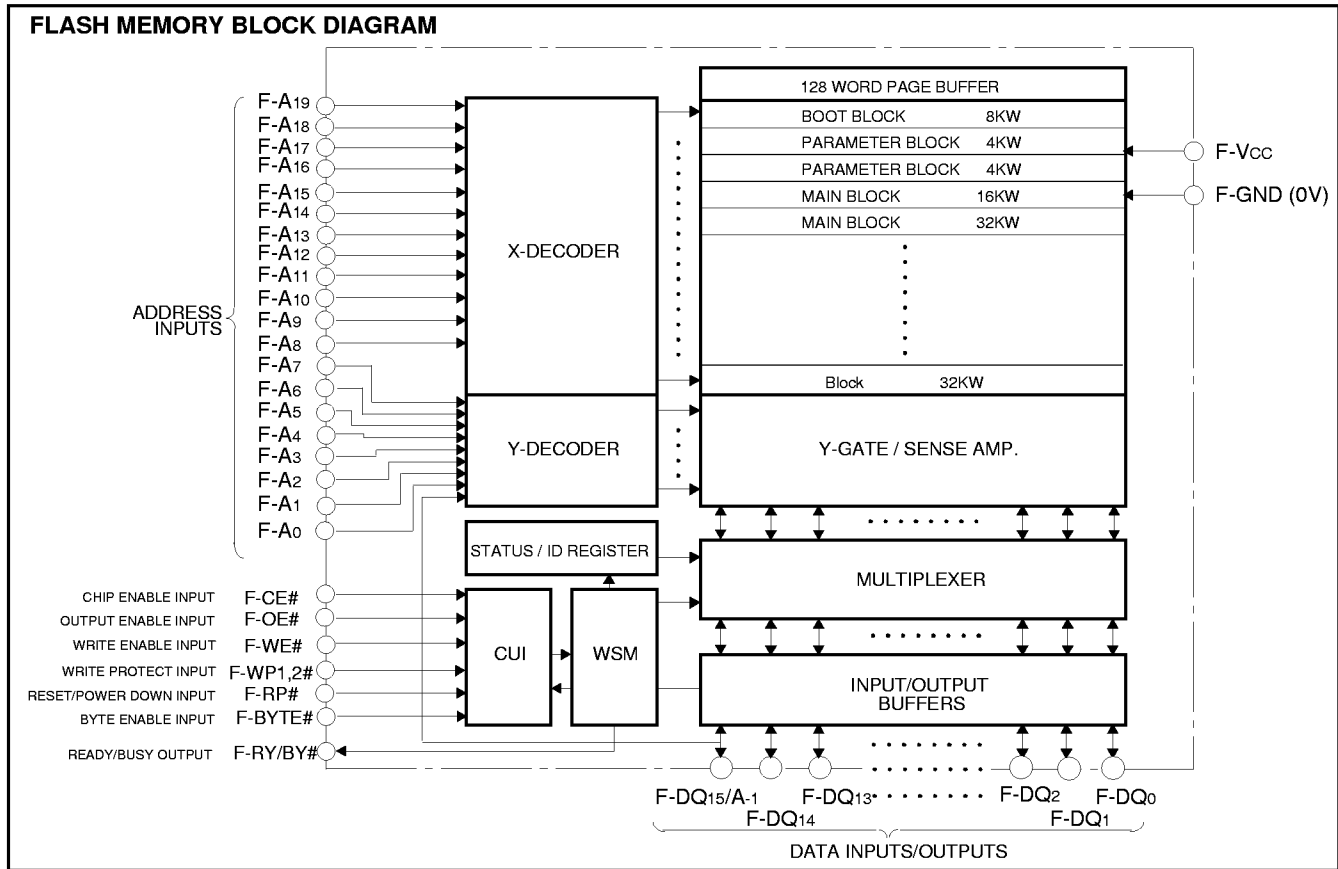 FLASH MEMORY BLOCK DIAGRAM
F-A19
F-A18
F-A17
F-A16
F-A15
F-A14
F-A13
F-A12
F-A11
F-A10
F-A9
F-A8
F-A7
F-A6
F-A5
F-A4
F-A3
F-A2
F-A1
F-A0
ADDRESS
INPUTS
X-DECODER
Y-DECODER
128 WORD PAGE BUFFER
BOOT BLOCK 8KW
PARAMETER BLOCK 4KW
PARAMETER BLOCK 4KW
MAIN BLOCK 16KW
MAIN BLOCK 32KW
Block 32KW
Y-GATE / SENSE AMP.
F-VCC
F-GND (0V)
STATUS / ID REGISTER
MULTIPLEXER
CHIP ENABLE INPUT F-CE#
OUTPUT ENABLE INPUT F-OE#
WRITE ENABLE INPUT F-WE#
WRITE PROTECT INPUT F-WP1,2#
RESET/POWER DOWN INPUT F-RP#
BYTE ENABLE INPUT F-BYTE#
READY/BUSY OUTPUT F-RY/BY#
CUI
WSM
INPUT/OUTPUT
BUFFERS
F-DQ15/A-1 F-DQ13 F-DQ2 F-DQ0
F-DQ14 F-DQ1
DATA INPUTS/OUTPUTS